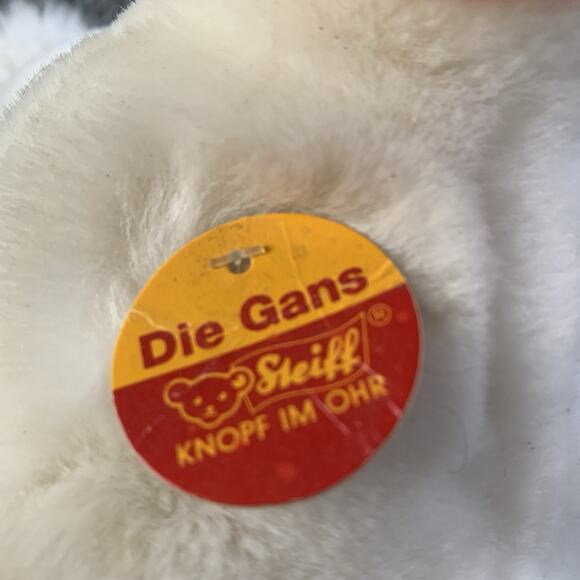 Die Gans
Steiff
KNOPF IM OHR